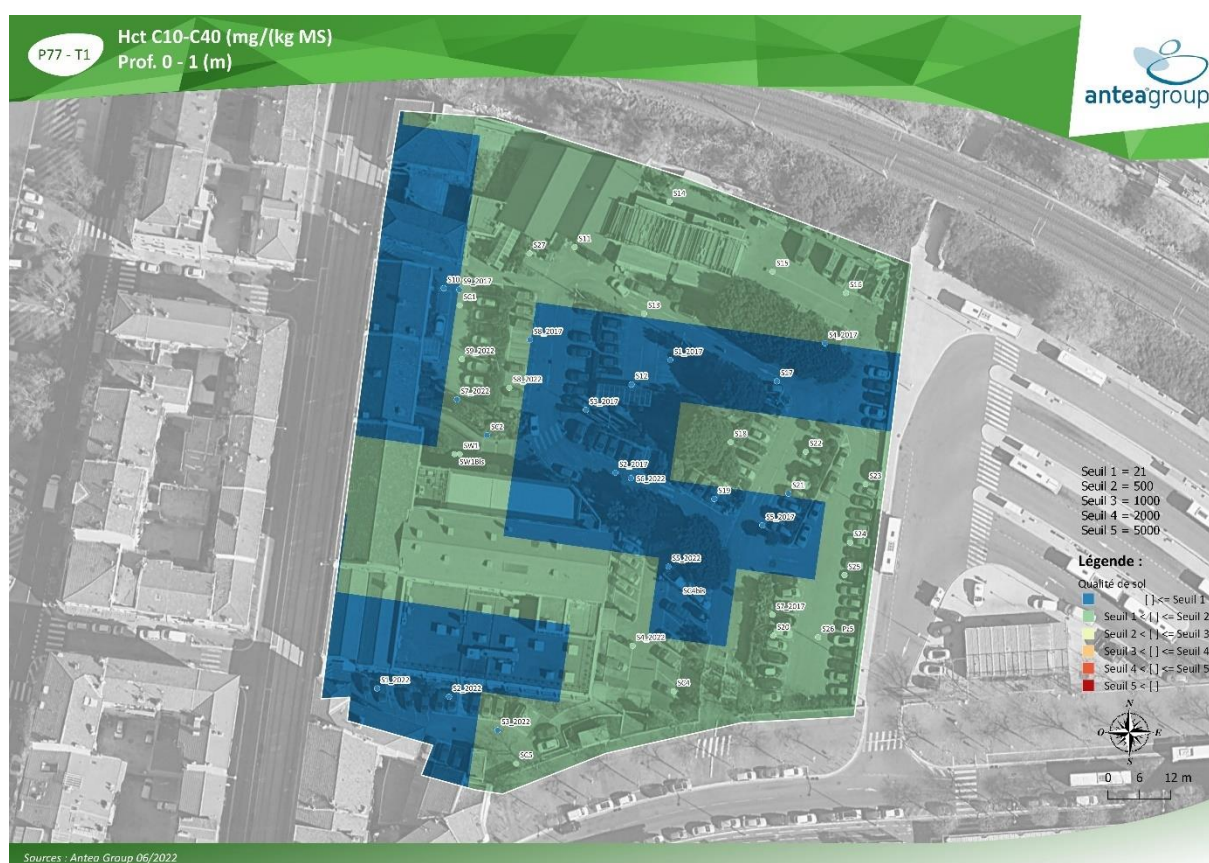 P77 - T1
Hct C10-C40 (mg/(kg MS)
Prof. 0 - 1 (m)
anteagroup
S14
S27
S11
S15
S16
S10
S9_2017
SC1
S13
S8_2017
S4_2017
S9_2022
S1_2017
S8_2022
S12
S17
S7_2022
S3_2017
SC2
SW1
SW1Bis
S18
S22
S2_2017
S6_2022
S23
S19
S21
S5_2017
S24
S5_2022
S25
SC4bis
S7_2017
S4_2022
S26
SC4
S1_2022
S2_2022
S3_2022
SC5
Seuil 1 = 21
Seuil 2 = 500
Seuil 3 = 1000
Seuil 4 = 2000
Seuil 5 = 5000
Légende :
Qualité de sol
[ ] <= Seuil 1
Seuil 1 < [ ] <= Seuil 2
Seuil 2 < [ ] <= Seuil 3
Seuil 3 < [ ] <= Seuil 4
Seuil 4 < [ ] <= Seuil 5
Seuil 5 < [ ]
N
O
E
S
0 6 12 m
Sources : Antea Group 06/2022